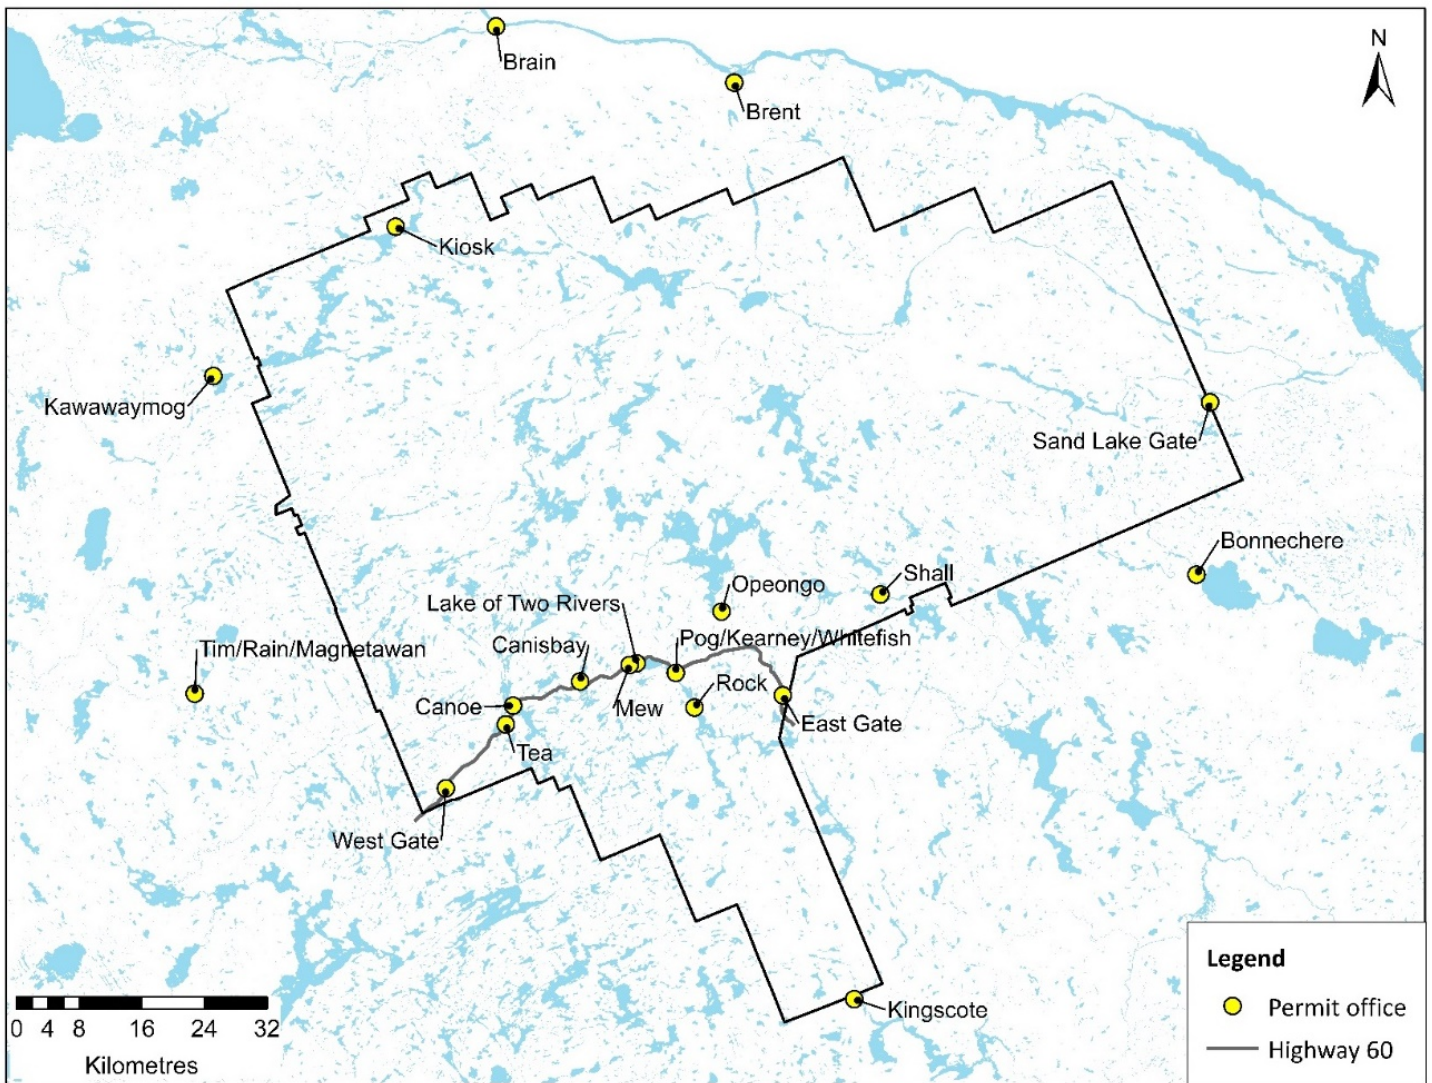 N
Brain
Brent
Kiosk
Kawawaymog
Sand Lake Gate
Bonnechere
Shall
Opeongo
Lake of Two Rivers
Pog/Kearney/Whitefish
Canisbay
Tim/Rain/Magnetawan
Rock
Canoe
Mew
East Gate
Tea
West Gate
Kingscote
0 4 8 16 24 32
Kilometres
Legend
Permit office
Highway 60